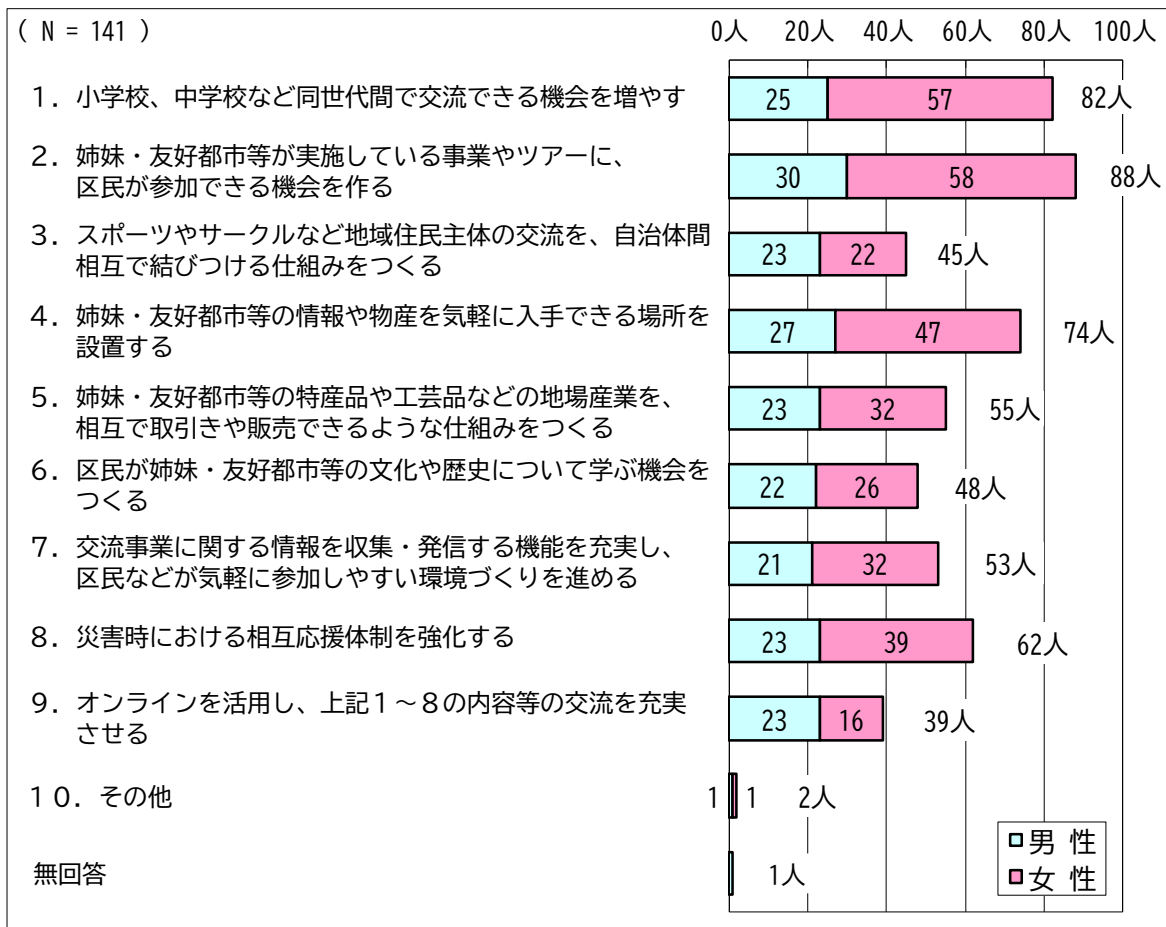 ( N = 141 )
0人 20人 40人 60人 80人 100人
１．小学校、中学校など同世代間で交流できる機会を増やす
25 57 82人
２．姉妹・友好都市等が実施している事業やツアーに、
区民が参加できる機会を作る
30 58 88人
３．スポーツやサークルなど地域住民主体の交流を、自治体間
相互で結びつける仕組みをつくる
23 22 45人
４．姉妹・友好都市等の情報や物産を気軽に入手できる場所を
設置する
27 47 74人
５．姉妹・友好都市等の特産品や工芸品などの地場産業を、
相互で取引きや販売できるような仕組みをつくる
23 32 55人
６．区民が姉妹・友好都市等の文化や歴史について学ぶ機会を
つくる
22 26 48人
７．交流事業に関する情報を収集・発信する機能を充実し、
区民などが気軽に参加しやすい環境づくりを進める
21 32 53人
８．災害時における相互応援体制を強化する
23 39 62人
９．オンラインを活用し、上記１～８の内容等の交流を充実
させる
23 16 39人
１０．その他
1 1 2人
無回答
1人
男 性
女 性